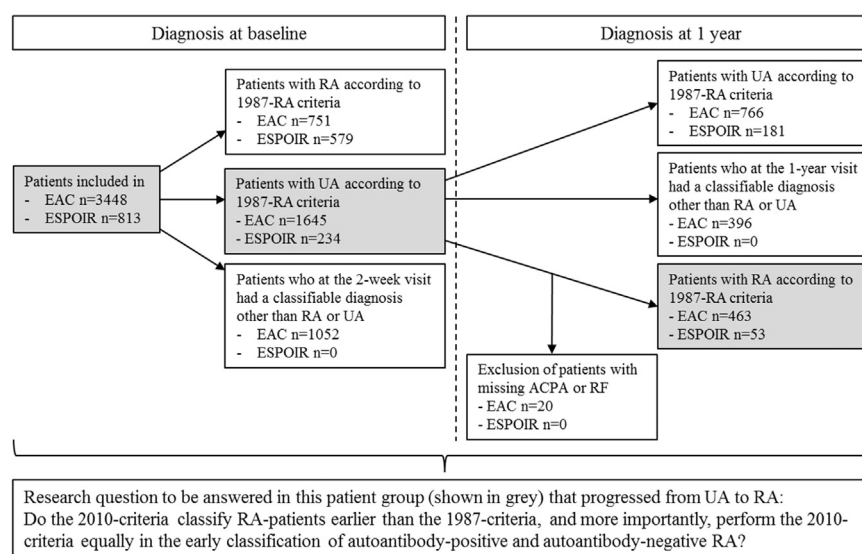 Diagnosis at baseline
Diagnosis at 1 year
Patients with RA according to
1987-RA criteria
- EAC n=751
- ESPOIR n=579
Patients with UA according to
1987-RA criteria
- EAC n=766
- ESPOIR n=181
Patients included in
- EAC n=3448
- ESPOIR n=813
Patients with UA according to
1987-RA criteria
- EAC n=1645
- ESPOIR n=234
Patients who at the 1-year visit
had a classifiable diagnosis
other than RA or UA
- EAC n=396
- ESPOIR n=0
Patients who at the 2-week visit
had a classifiable diagnosis
other than RA or UA
- EAC n=1052
- ESPOIR n=0
Patients with RA according to
1987-RA criteria
- EAC n=463
- ESPOIR n=53
Exclusion of patients with
missing ACPA or RF
- EAC n=20
- ESPOIR n=0
Research question to be answered in this patient group (shown in grey) that progressed from UA to RA:
Do the 2010-criteria classify RA-patients earlier than the 1987-criteria, and more importantly, perform the 2010-
criteria equally in the early classification of autoantibody-positive and autoantibody-negative RA?